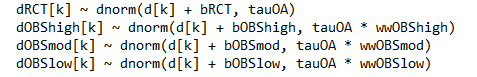 dRCT[k] ~ dnorm(d[k] + bRCT, tauOA)
dOBShigh[k] ~ dnorm(d[k] + bOBShigh, tauOA * wwOBShigh)
dOBSmod[k] ~ dnorm(d[k] + bOBSmod, tauOA * wwOBSmod)
dOBSlow[k] ~ dnorm(d[k] + bOBSlow, tauOA * wwOBSlow)